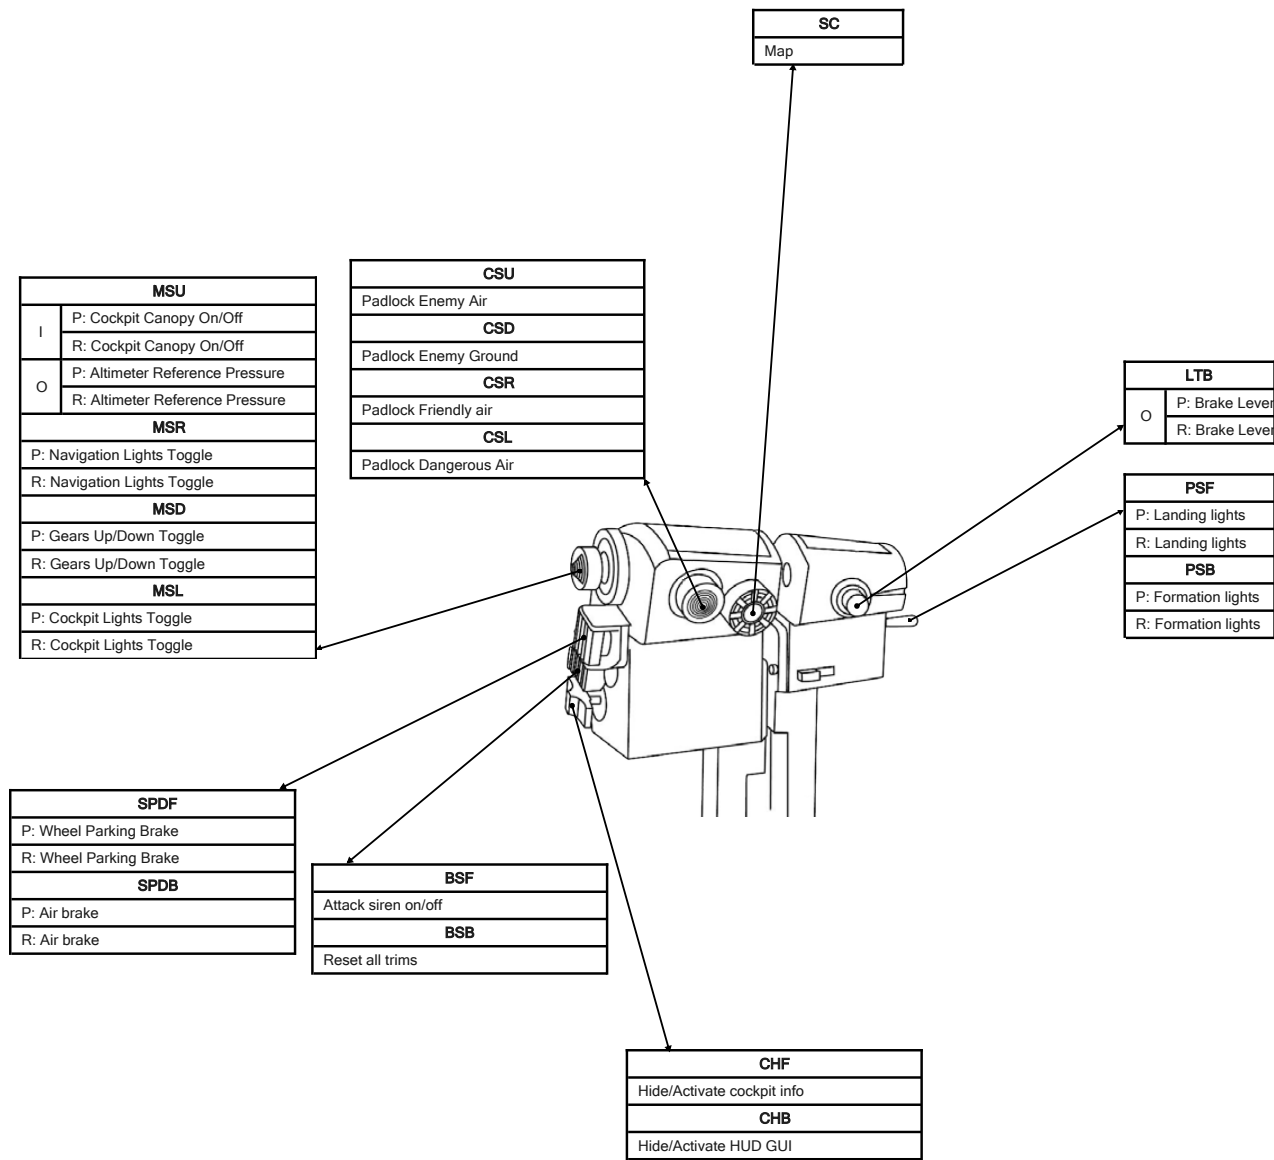 SC
Map
MSU
I
P: Cockpit Canopy On/Off
R: Cockpit Canopy On/Off
O
P: Altimeter Reference Pressure
R: Altimeter Reference Pressure
MSR
P: Navigation Lights Toggle
R: Navigation Lights Toggle
MSD
P: Gears Up/Down Toggle
R: Gears Up/Down Toggle
MSL
P: Cockpit Lights Toggle
R: Cockpit Lights Toggle
CSU
Padlock Enemy Air
CSD
Padlock Enemy Ground
CSR
Padlock Friendly air
CSL
Padlock Dangerous Air
LTB
O
P: Brake Lever
R: Brake Lever
PSF
P: Landing lights
R: Landing lights
PSB
P: Formation lights
R: Formation lights
SPDF
P: Wheel Parking Brake
R: Wheel Parking Brake
SPDB
P: Air brake
R: Air brake
BSF
Attack siren on/off
BSB
Reset all trims
CHF
Hide/Activate cockpit info
CHB
Hide/Activate HUD GUI